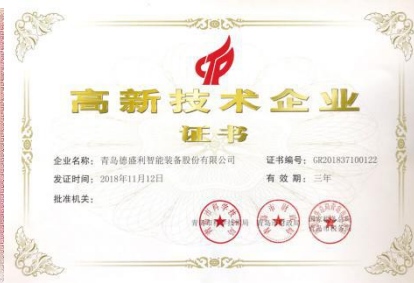 高新技术企业
证书
企业名称：青岛德盛利智能装备股份有限公司 证书编号：GR201837100122
发证时间：2018年11月12日 有效期：三年
批准机关：